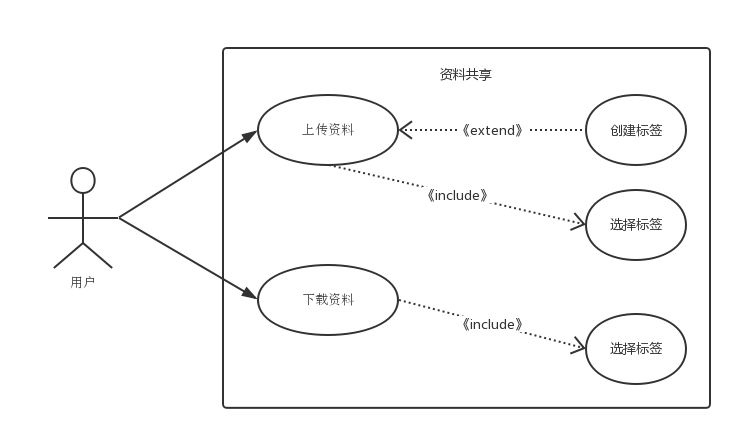 资料共享
上传资料
《extend》
创建标签
《include》
选择标签
用户
下载资料
《include》
选择标签